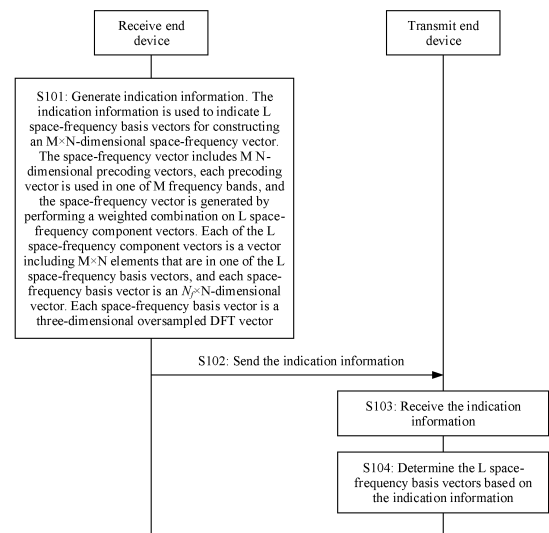 Receive end
device
Transmit end
device
S101: Generate indication information. The
indication information is used to indicate L
space-frequency basis vectors for constructing
an M×N-dimensional space-frequency vector.
The space-frequency vector includes M N-
dimensional precoding vectors, each precoding
vector is used in one of M frequency bands, and
the space-frequency vector is generated by
performing a weighted combination on L space-
frequency component vectors. Each of the L
space-frequency component vectors is a vector
including M×N elements that are in one of the L
space-frequency basis vectors, and each space-
frequency basis vector is an Nf×N-dimensional
vector. Each space-frequency basis vector is a
three-dimensional oversampled DFT vector
S102: Send the indication information
S103: Receive the indication
information
S104: Determine the L space-
frequency basis vectors based on
the indication information